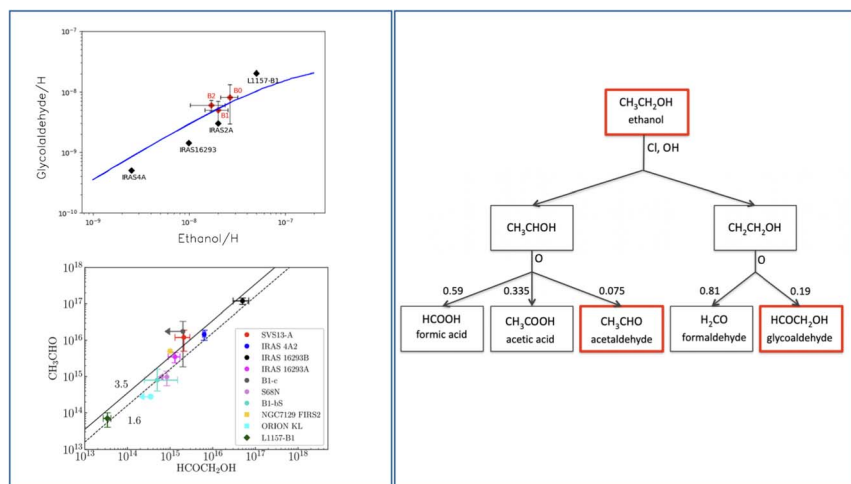 10⁻⁷
10⁻⁸
10⁻⁹
10⁻¹⁰
Glycolaldehyde/H
L1157-B1
B2
B0
B1
IRAS2A
IRAS16293
IRAS4A
10⁻⁹
10⁻⁸
10⁻⁷
Ethanol/H
10¹⁸
10¹⁷
10¹⁶
10¹⁵
10¹⁴
10¹³
CH₃CHO
3.5
1.6
SVS13-A
IRAS 4A2
IRAS 16293B
IRAS 16293A
B1-c
S68N
B1-bS
NGC7129 FIRS2
ORION KL
L1157-B1
10¹³
10¹⁴
10¹⁵
10¹⁶
10¹⁷
10¹⁸
HCOCH₂OH
CH₃CH₂OH
ethanol
Cl, OH
CH₃CHOH
CH₂CH₂OH
O
O
0.59
0.335
0.075
0.81
0.19
HCOOH
formic acid
CH₃COOH
acetic acid
CH₃CHO
acetaldehyde
H₂CO
formaldehyde
HCOCH₂OH
glycoaldehyde